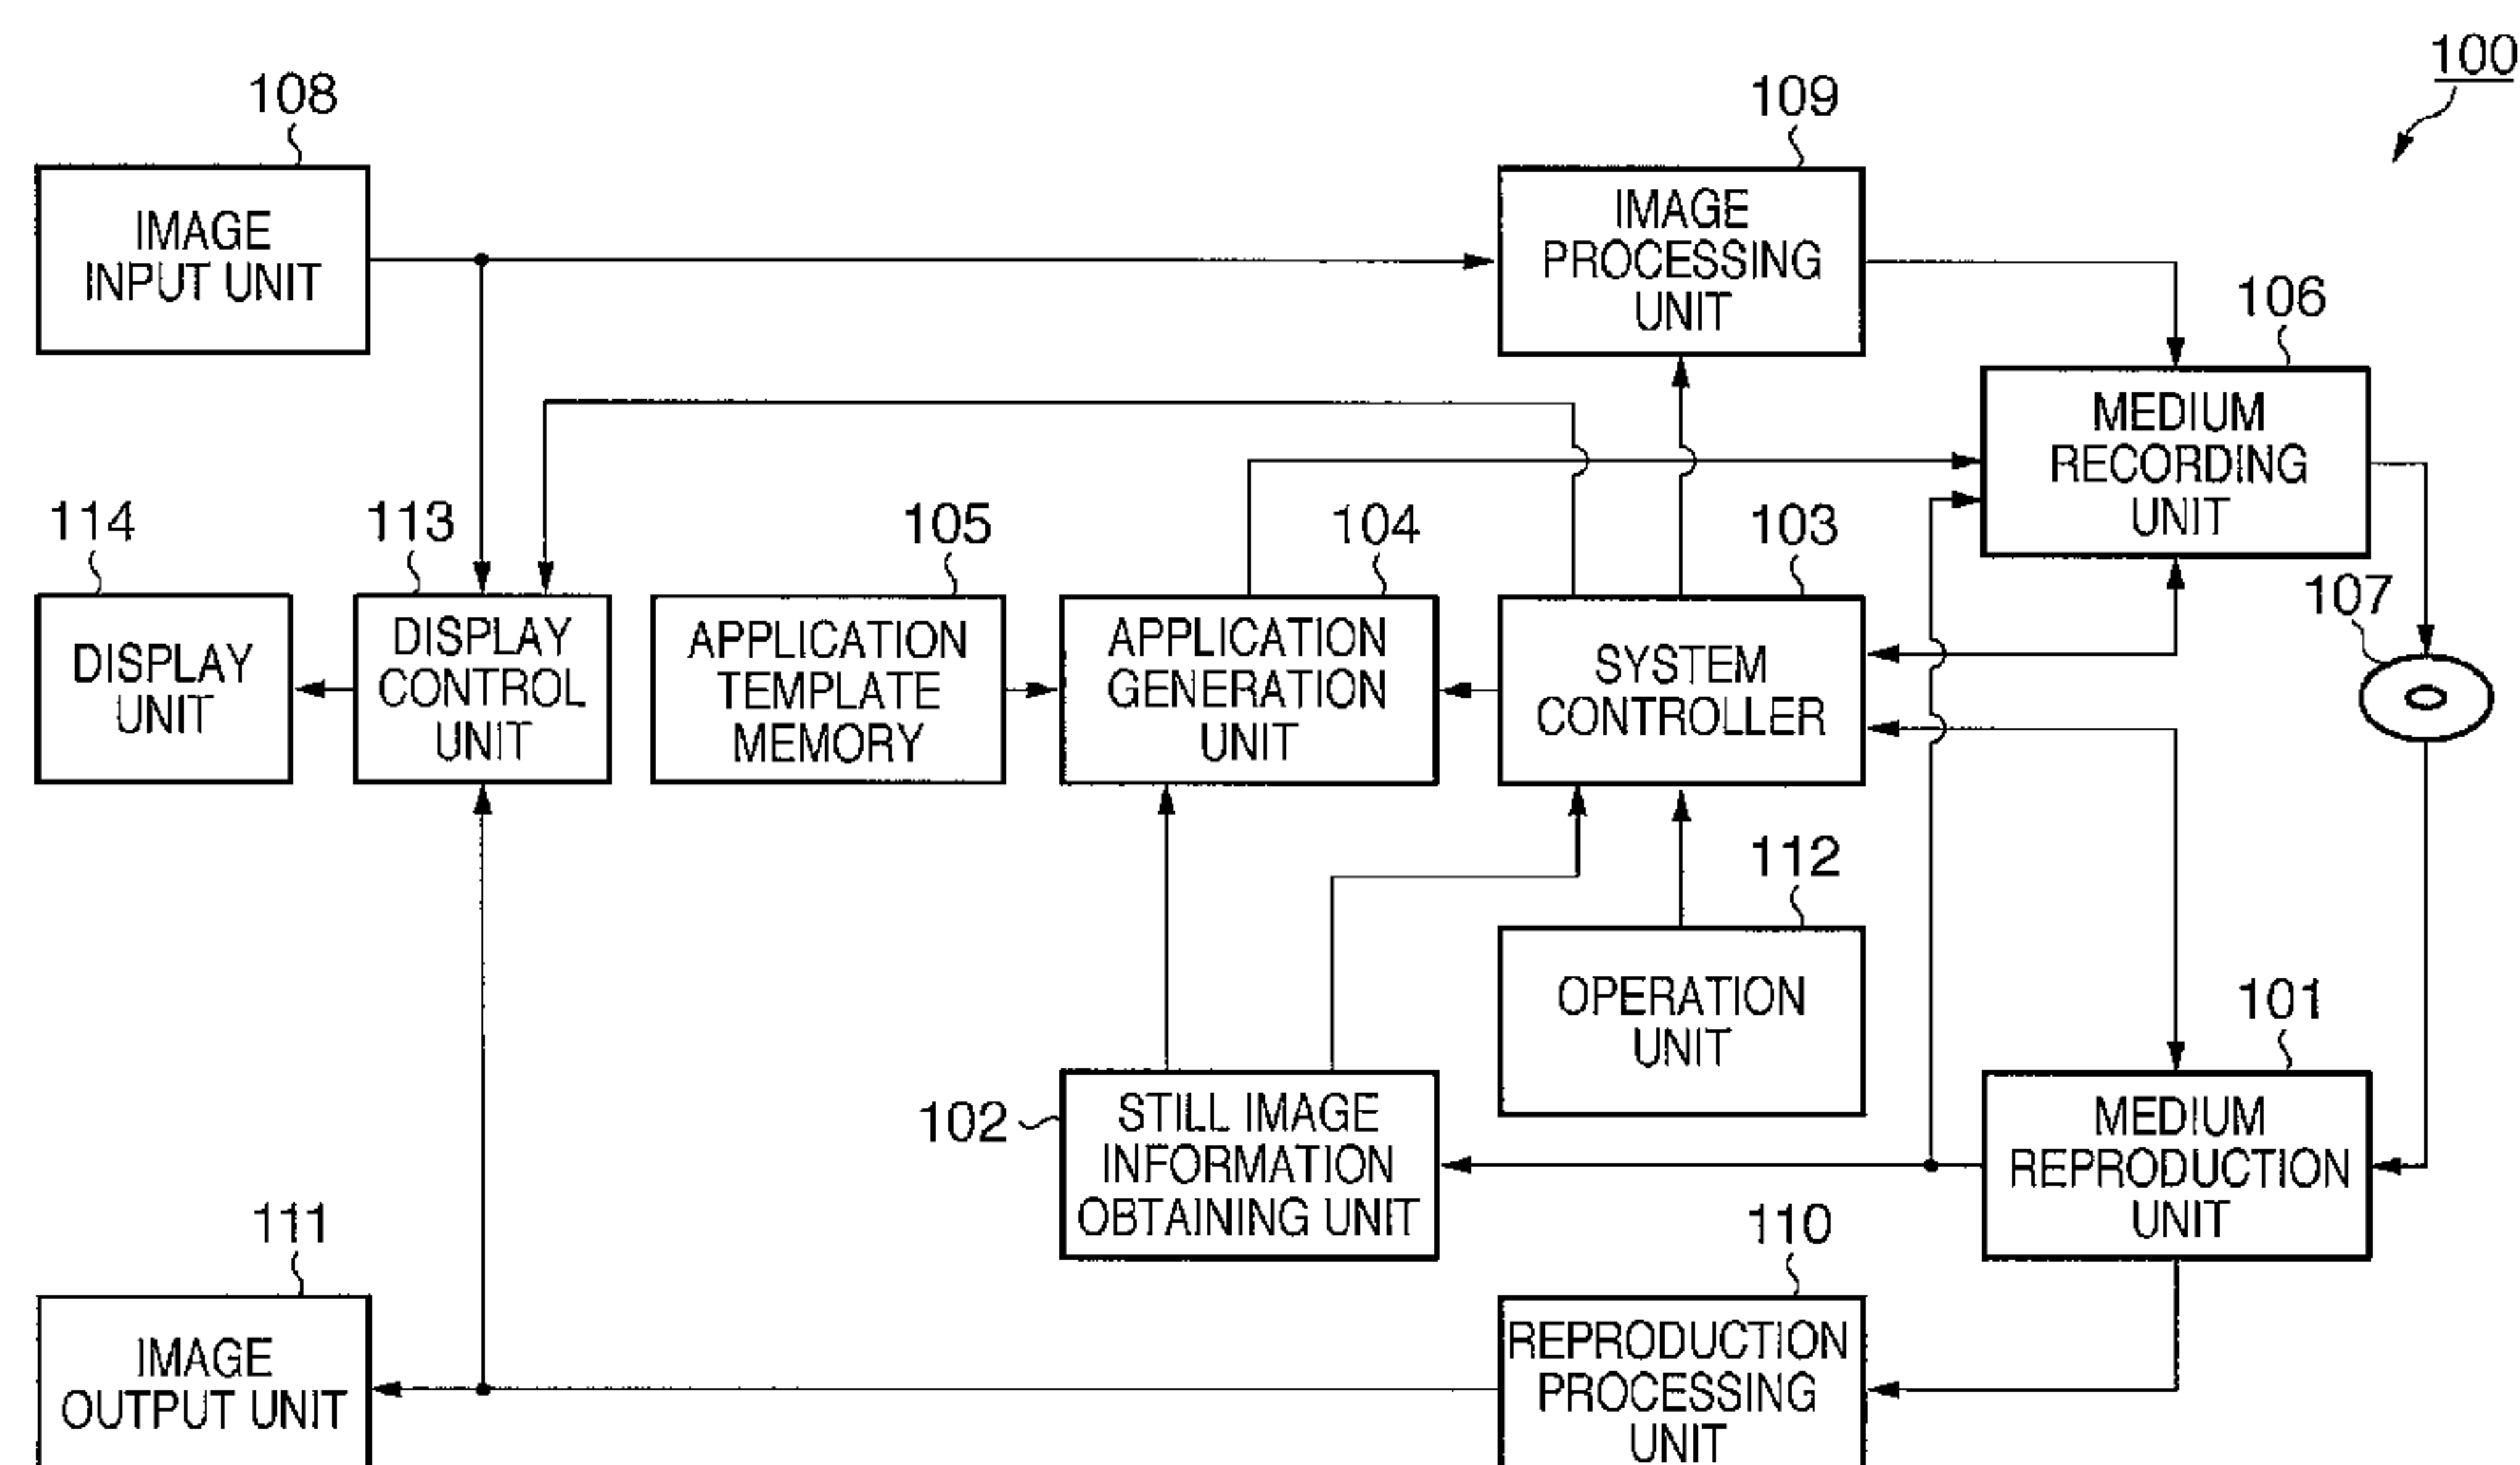 100
108
IMAGE
INPUT UNIT
109
IMAGE
PROCESSING
UNIT
106
MEDIUM
RECORDING
UNIT
114
DISPLAY
UNIT
113
DISPLAY
CONTROL
UNIT
105
APPLICATION
TEMPLATE
MEMORY
104
APPLICATION
GENERATION
UNIT
103
SYSTEM
CONTROLLER
107
112
OPERATION
UNIT
102
STILL IMAGE
INFORMATION
OBTAINING UNIT
101
MEDIUM
REPRODUCTION
UNIT
111
IMAGE
OUTPUT UNIT
110
REPRODUCTION
PROCESSING
UNIT